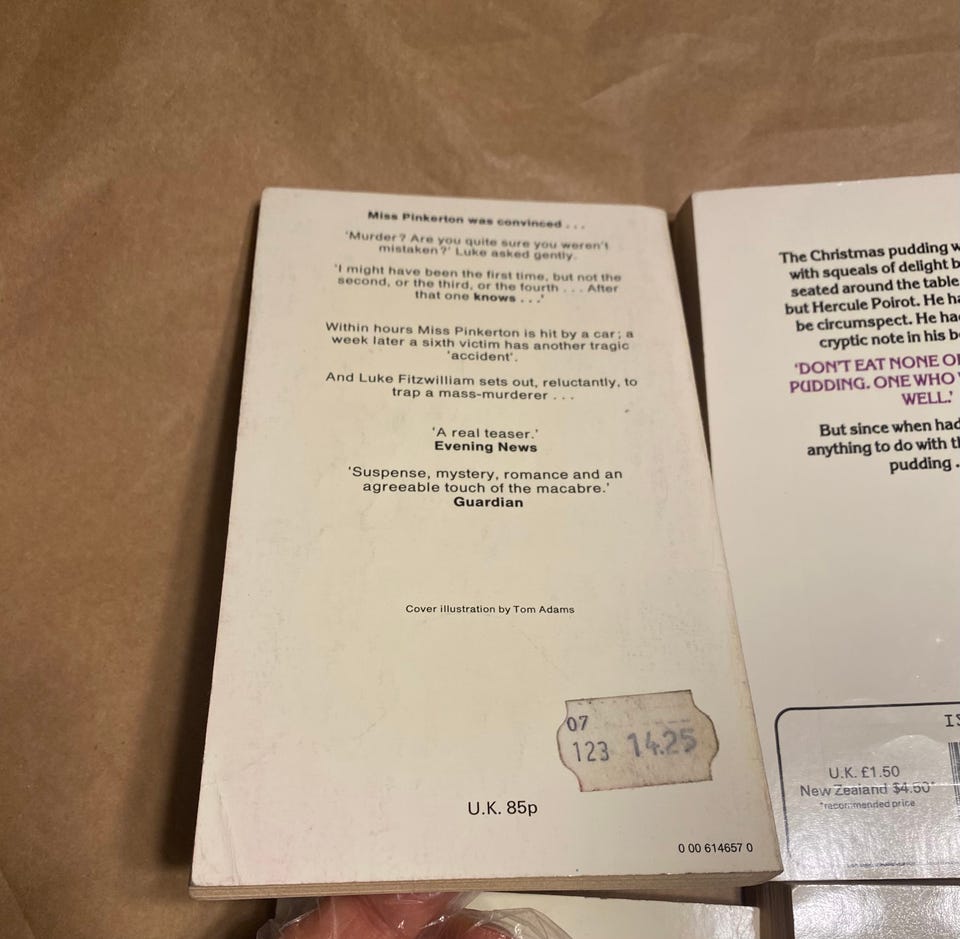 Miss Pinkerton was convinced . . .
'Murder? Are you quite sure you weren't
mistaken?' Luke asked gently.
'I might have been the first time, but not the
second, or the third, or the fourth . . . After
that one knows . . .'
Within hours Miss Pinkerton is hit by a car; a
week later a sixth victim has another tragic
'accident'.
And Luke Fitzwilliam sets out, reluctantly, to
trap a mass-murderer . . .
'A real teaser.'
Evening News
'Suspense, mystery, romance and an
agreeable touch of the macabre.'
Guardian
Cover illustration by Tom Adams
07
123 14.25
U.K. 85p
0 00 614657 0
The Christmas pudding
with squeals of delight
seated around the table
but Hercule Poirot. He
be circumspect. He
cryptic note in his
'DON'T EAT NONE
PUDDING. ONE WHO
WELL.'
But since when had
anything to do with
pudding .
U.K. £1.50
New Zealand $4.50*
*recommended price